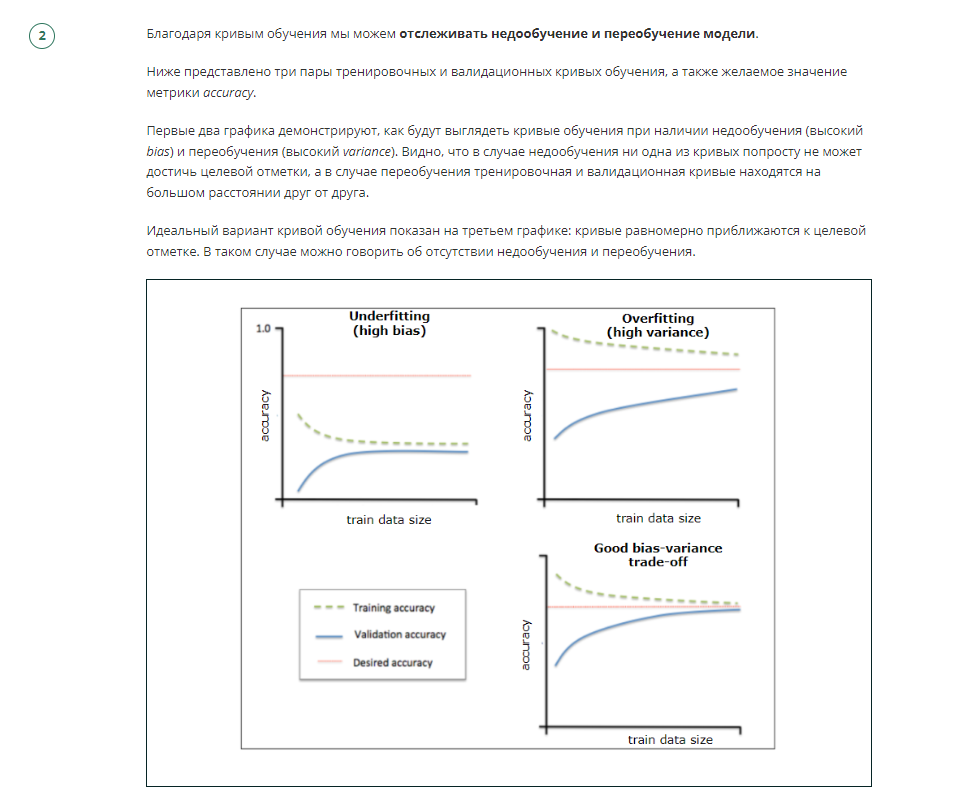 2
Благодаря кривым обучения мы можем отслеживать недообучение и переобучение модели.
Ниже представлено три пары тренировочных и валидационных кривых обучения, а также желаемое значение
метрики accuracy.
Первые два графика демонстрируют, как будут выглядеть кривые обучения при наличии недообучения (высокий
bias) и переобучения (высокий variance). Видно, что в случае недообучения ни одна из кривых попросту не может
достичь целевой отметки, а в случае переобучения тренировочная и валидационная кривые находятся на
большом расстоянии друг от друга.
Идеальный вариант кривой обучения показан на третьем графике: кривые равномерно приближаются к целевой
отметке. В таком случае можно говорить об отсутствии недообучения и переобучения.
Underfitting
(high bias)
1.0
accuracy
train data size
Overfitting
(high variance)
accuracy
train data size
Training accuracy
Validation accuracy
Desired accuracy
Good bias-variance
trade-off
accuracy
train data size